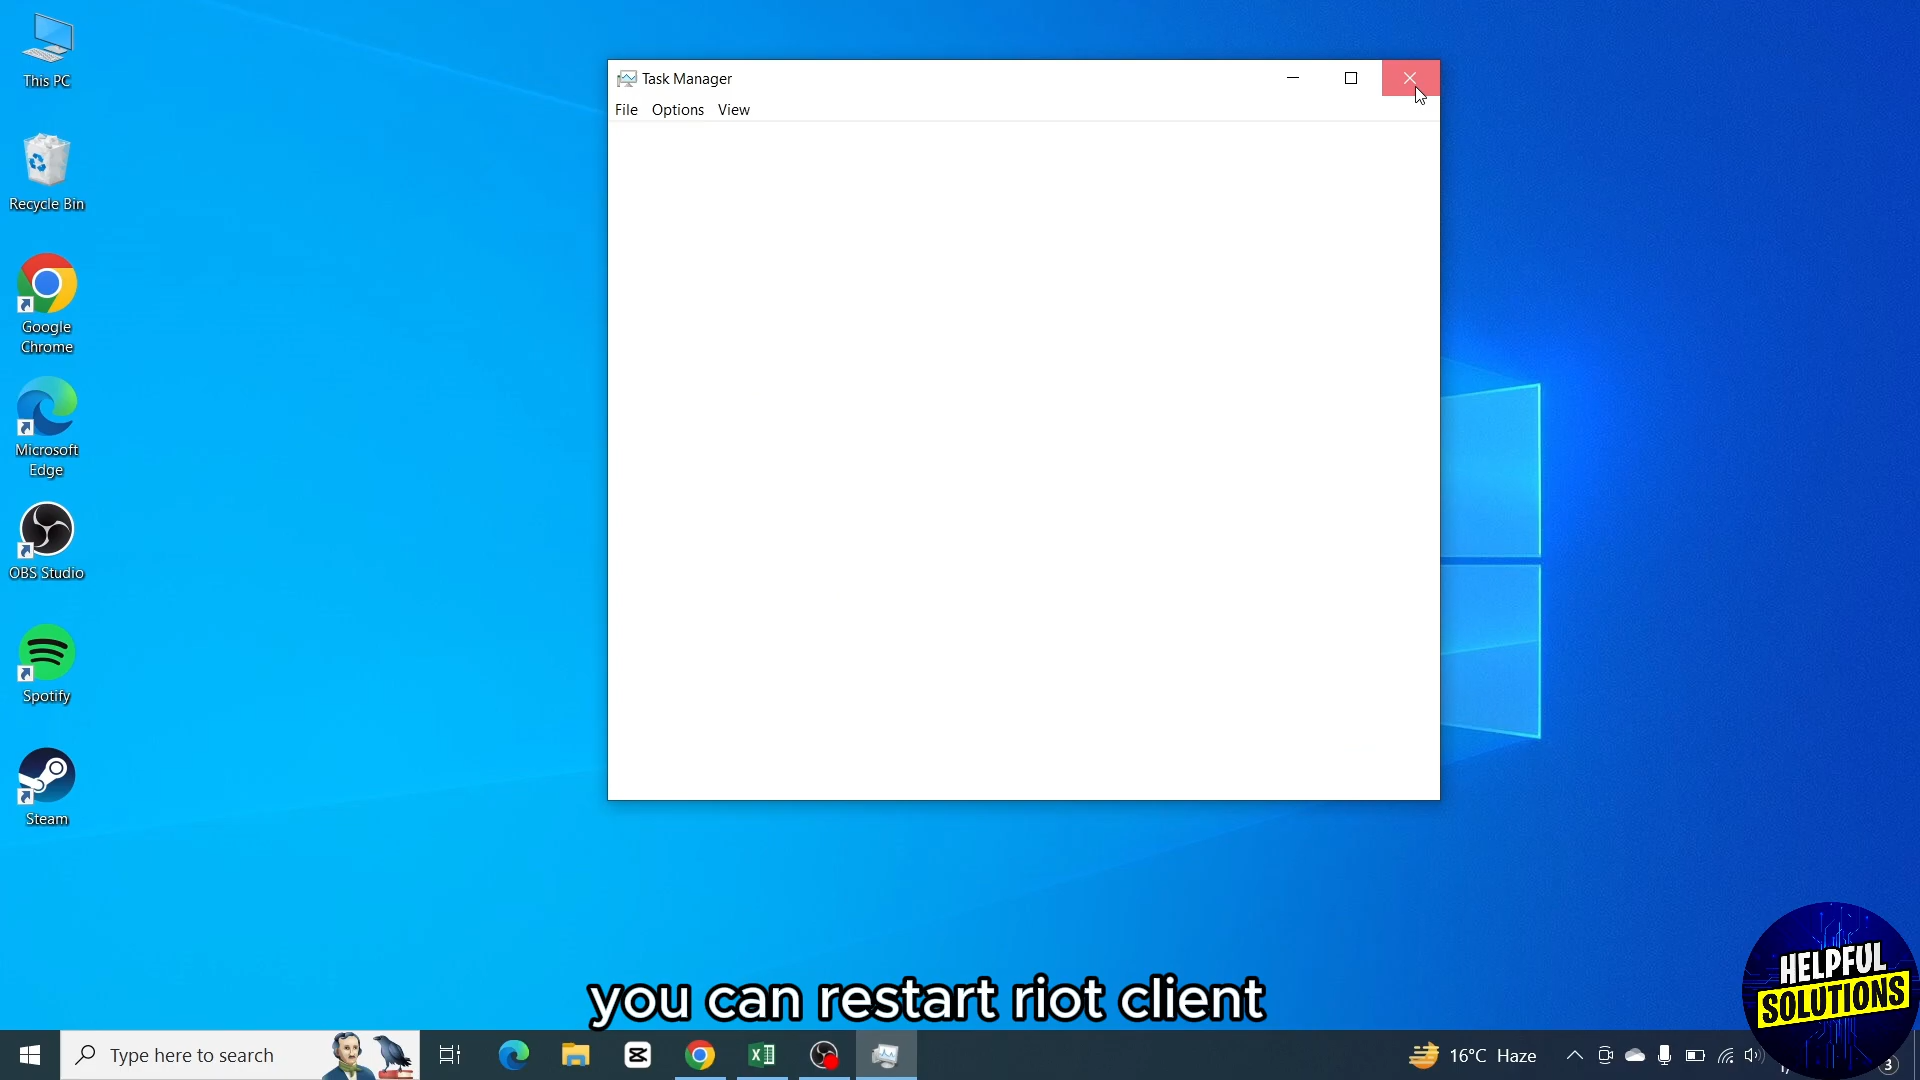 This PC
Recycle Bin
Google
Chrome
Microsoft
Edge
OBS Studio
Spotify
Steam
Task Manager
File Options View
you can restart riot client
HELPFUL
SOLUTIONS
Type here to search
16°C Haze
3